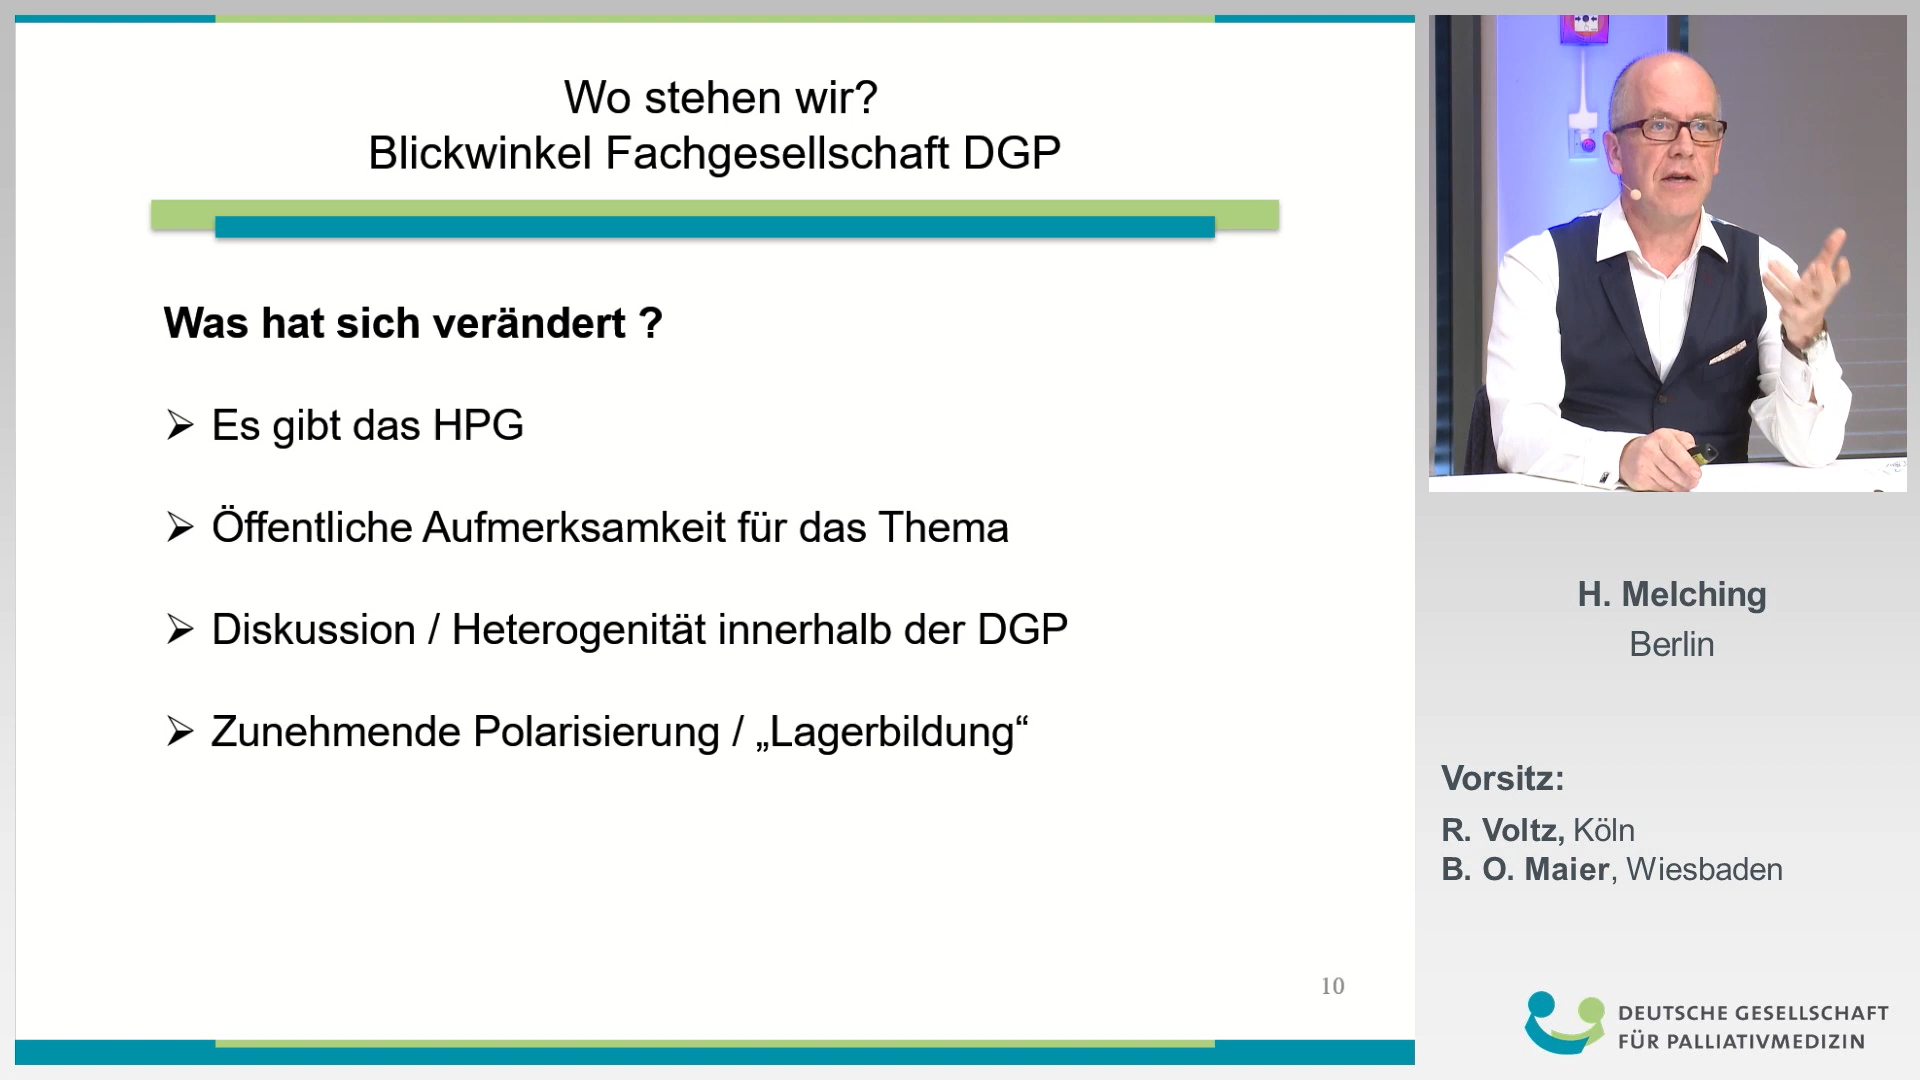 Wo stehen wir?
Blickwinkel Fachgesellschaft DGP
Was hat sich verändert ?
Es gibt das HPG
Öffentliche Aufmerksamkeit für das Thema
Diskussion / Heterogenität innerhalb der DGP
Zunehmende Polarisierung / „Lagerbildung“
10
H. Melching
Berlin
Vorsitz:
R. Voltz, Köln
B. O. Maier, Wiesbaden
DEUTSCHE GESELLSCHAFT
FÜR PALLIATIVMEDIZIN